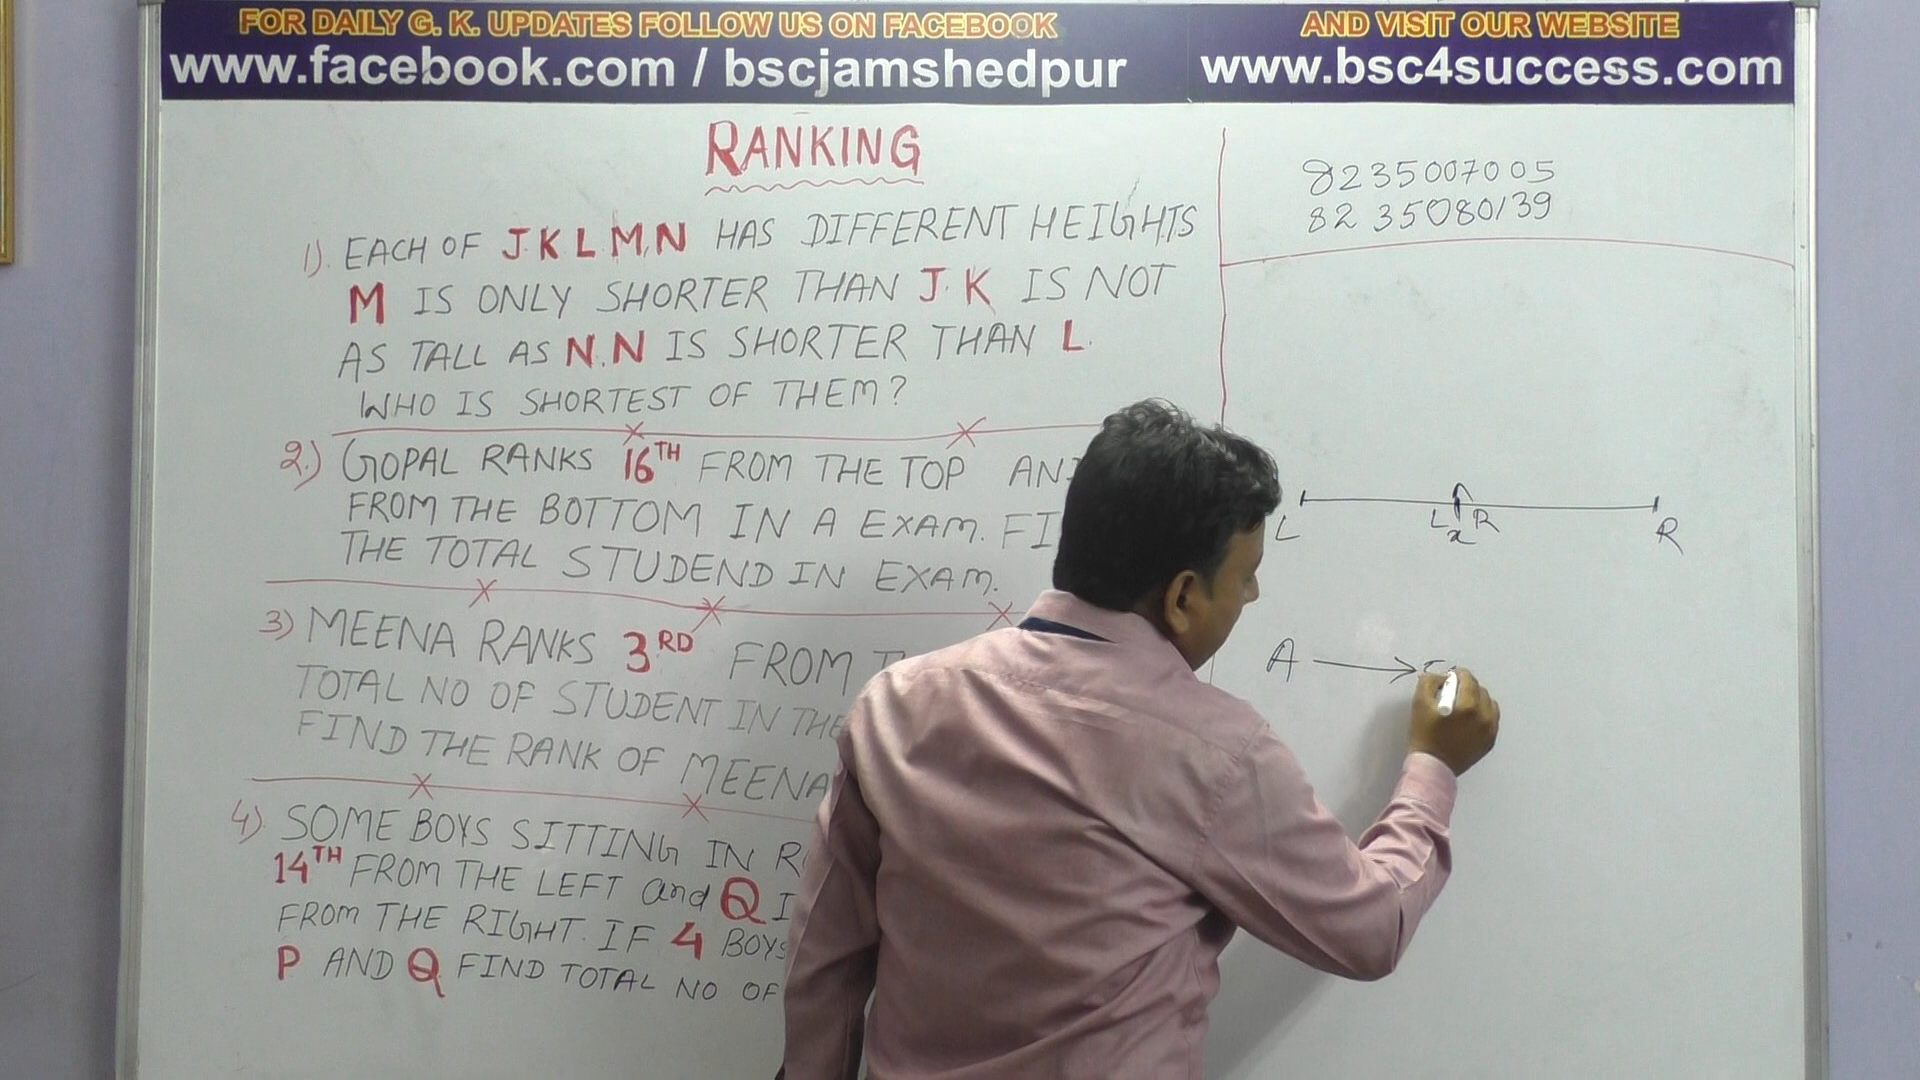 FOR DAILY G. K. UPDATES FOLLOW US ON FACEBOOK
www.facebook.com / bscjamshedpur
AND VISIT OUR WEBSITE
www.bsc4success.com
RANKING
1). EACH OF J.K L M,N HAS DIFFERENT HEIGHTS
M IS ONLY SHORTER THAN J. K IS NOT
AS TALL AS N. N IS SHORTER THAN L.
WHO IS SHORTEST OF THEM?
2.) GOPAL RANKS 16TH FROM THE TOP
FROM THE BOTTOM IN A EXAM.
THE TOTAL STUDEND IN EXAM.
3) MEENA RANKS 3RD FROM
TOTAL NO OF STUDENT IN THE
FIND THE RANK OF MEENA
4). SOME BOYS SITTING IN
14TH FROM THE LEFT and Q
FROM THE RIGHT. IF 4 BOYS
P AND Q FIND TOTAL NO OF
8235007005
8235080139
L L x R R
A